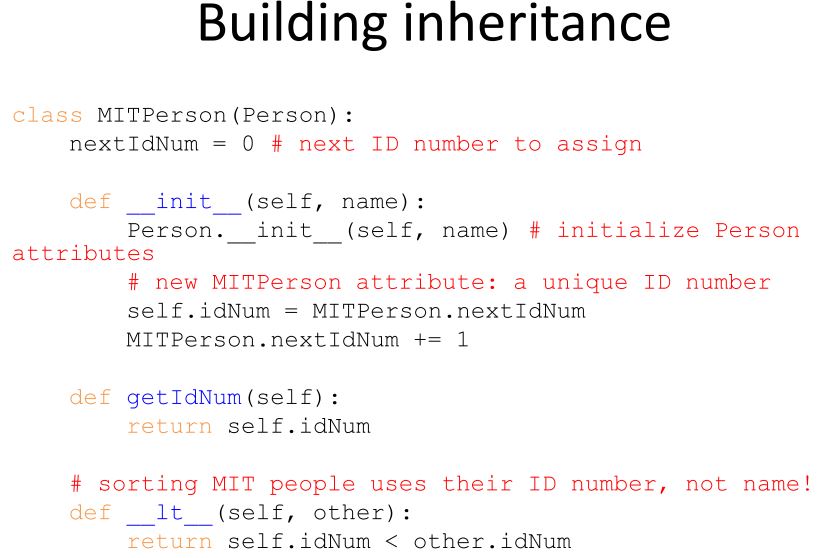 Building inheritance
class MITPerson(Person):
    nextIdNum = 0 # next ID number to assign
    def __init__(self, name):
        Person.__init__(self, name) # initialize Person
attributes
        # new MITPerson attribute: a unique ID number
        self.idNum = MITPerson.nextIdNum
        MITPerson.nextIdNum += 1
    def getIdNum(self):
        return self.idNum
    # sorting MIT people uses their ID number, not name!
    def __lt__(self, other):
        return self.idNum < other.idNum